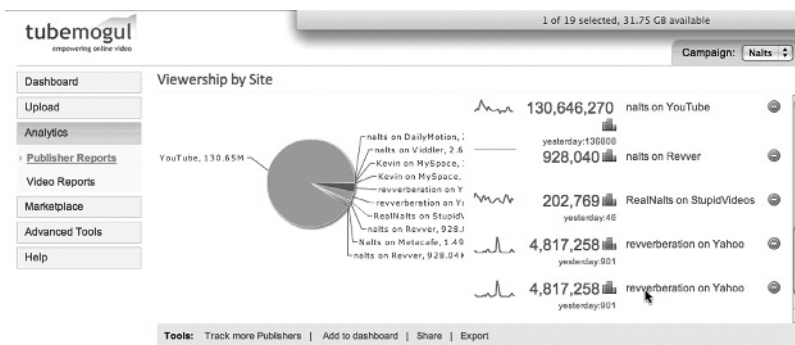 tubemogul
empowering online video
1 of 19 selected, 31.75 GB available
Campaign: Nalts
Dashboard
Upload
Analytics
Publisher Reports
Video Reports
Marketplace
Advanced Tools
Help
Viewership by Site
YouTube, 130.65M
nalts on DailyMotion,
nalts on Viddler, 2.6
Kevin on MySpace,
Kevin on MySpace,
revverberation on Y
revverberation on Y
RealNalts on Stupid
nalts on Revver, 928.
Nalts on Metacafe, 1.49
nalts on Revver, 928.04
130,646,270 nalts on YouTube
yesterday:136808
928,040 nalts on Revver
202,769 RealNalts on StupidVideos
yesterday:46
4,817,258 revverberation on Yahoo
yesterday:901
4,817,258 revverberation on Yahoo
yesterday:901
Tools: Track more Publishers | Add to dashboard | Share | Export